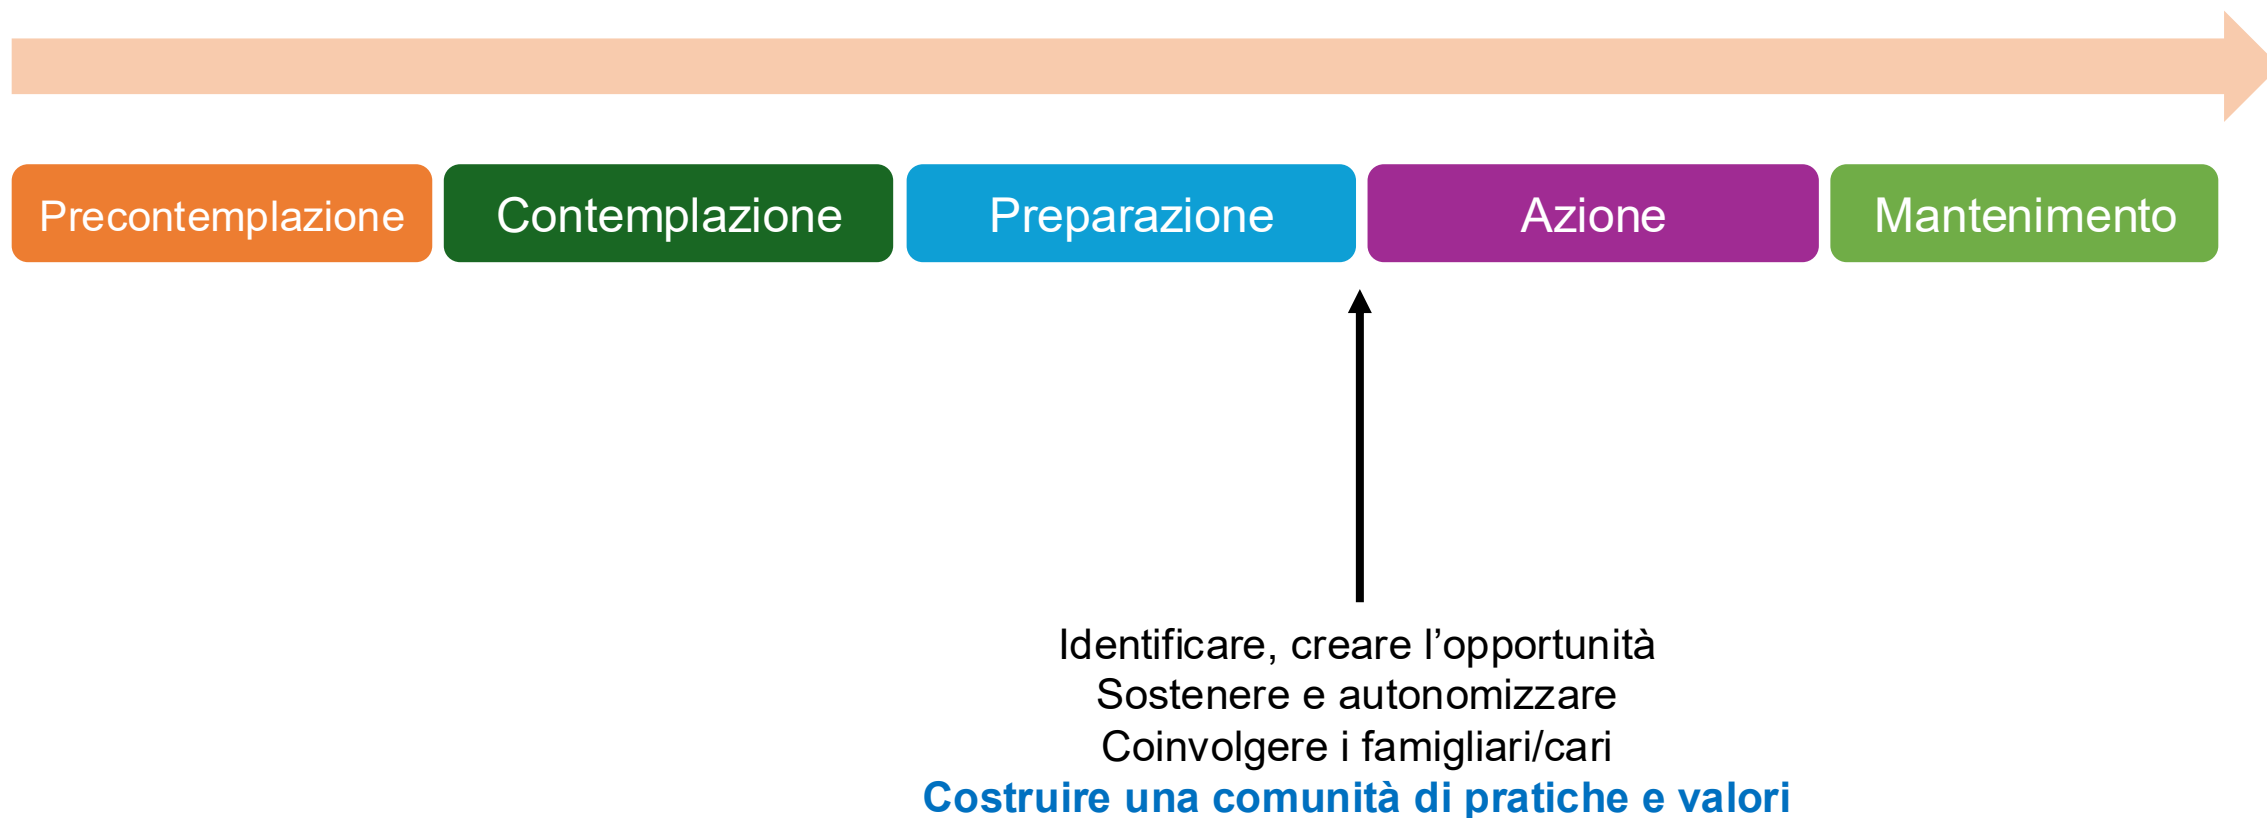 Precontemplazione
Contemplazione
Preparazione
Azione
Mantenimento
Identificare, creare l’opportunità
Sostenere e autonomizzare
Coinvolgere i famigliari/cari
Costruire una comunità di pratiche e valori